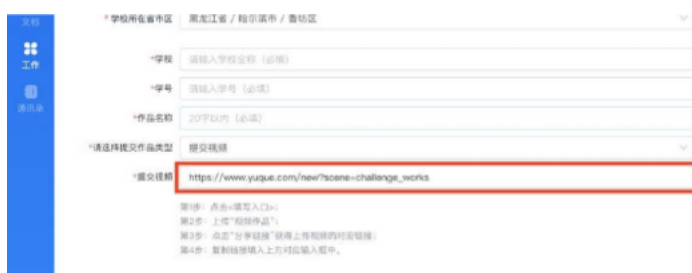 文档
*学校所在省市区 黑龙江省 / 哈尔滨市 / 香坊区
工作
*学校 请输入学校全称（必填）
*学号 请输入学号（必填）
通讯录
*作品名称 20字以内（必填）
*请选择提交作品类型 提交视频
*提交视频 https://www.yuque.com/new?scene=challenge_works
第1步：点击<填写入口>；
第2步：上传"视频作品"；
第3步：点击"分享链接"获得上传视频的对应链接；
第4步：复制链接填入上方对应输入框中。